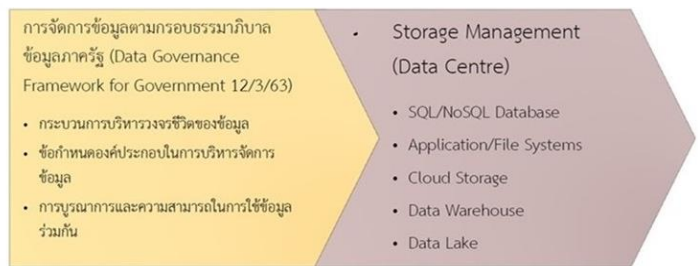 การจัดการข้อมูลตามกรอบธรรมาภิบาล
ข้อมูลภาครัฐ (Data Governance
Framework for Government 12/3/63)
• กระบวนการบริหารวงจรชีวิตของข้อมูล
• ข้อกำหนดองค์ประกอบในการบริหารจัดการ
ข้อมูล
• การบูรณาการและความสามารถในการใช้ข้อมูล
ร่วมกัน
• Storage Management
(Data Centre)
• SQL/NoSQL Database
• Application/File Systems
• Cloud Storage
• Data Warehouse
• Data Lake